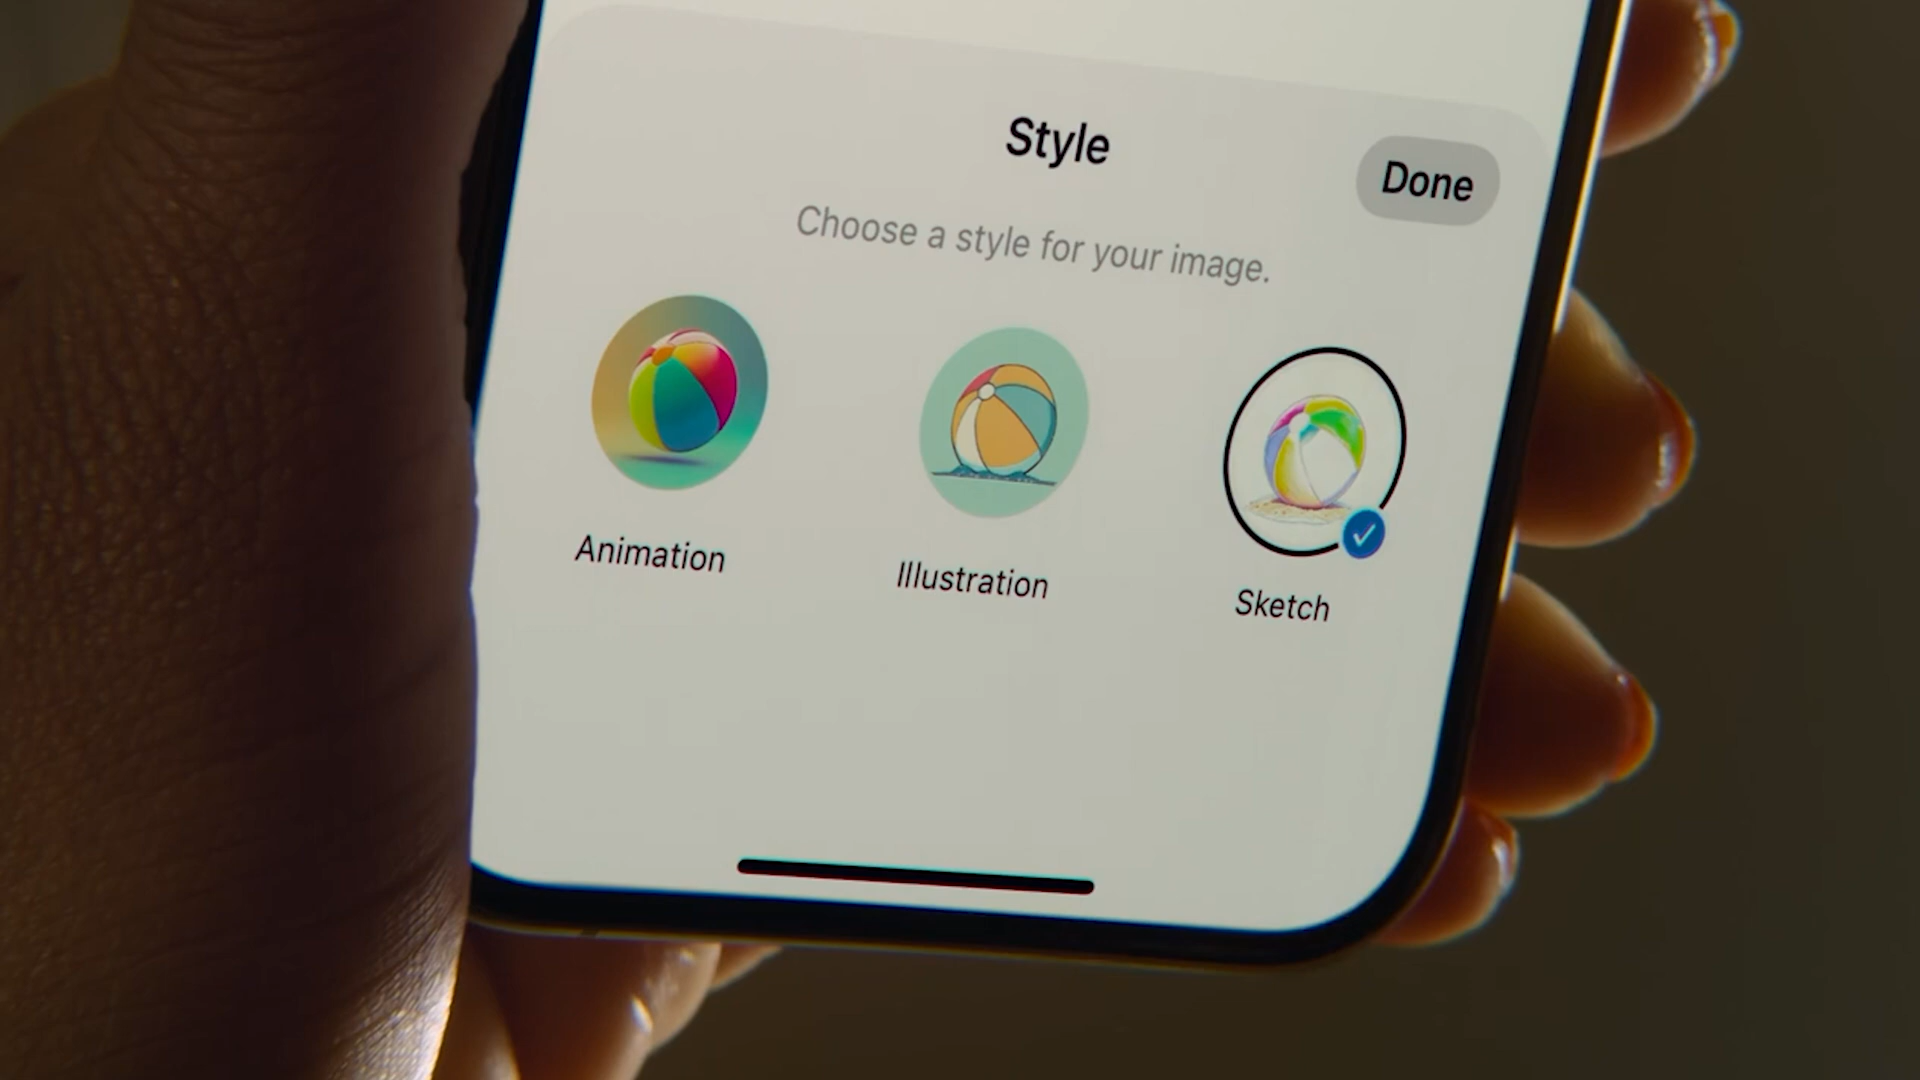 Style
Done
Choose a style for your image.
Animation
Illustration
Sketch